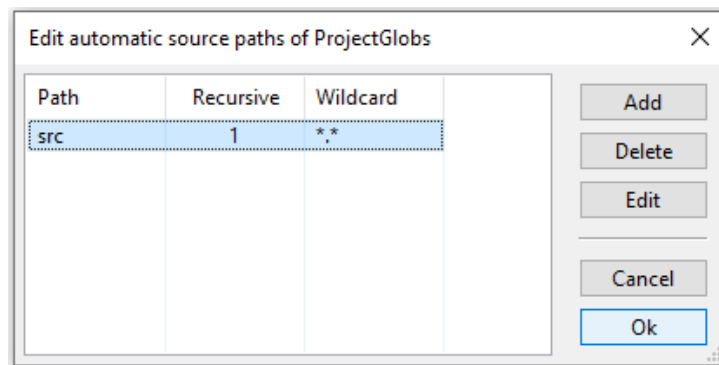 Edit automatic source paths of ProjectGlobs
Path Recursive Wildcard
src 1 *.*
Add
Delete
Edit
Cancel
Ok